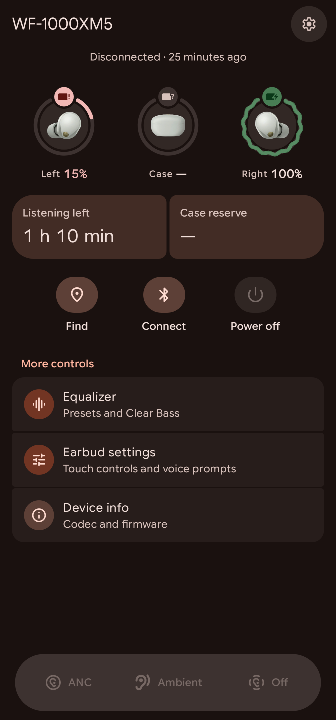 WF-1000XM5
Disconnected · 25 minutes ago
Left 15%
Case —
Right 100%
Listening left
1 h 10 min
Case reserve
—
Find
Connect
Power off
More controls
Equalizer
Presets and Clear Bass
Earbud settings
Touch controls and voice prompts
Device info
Codec and firmware
ANC
Ambient
Off